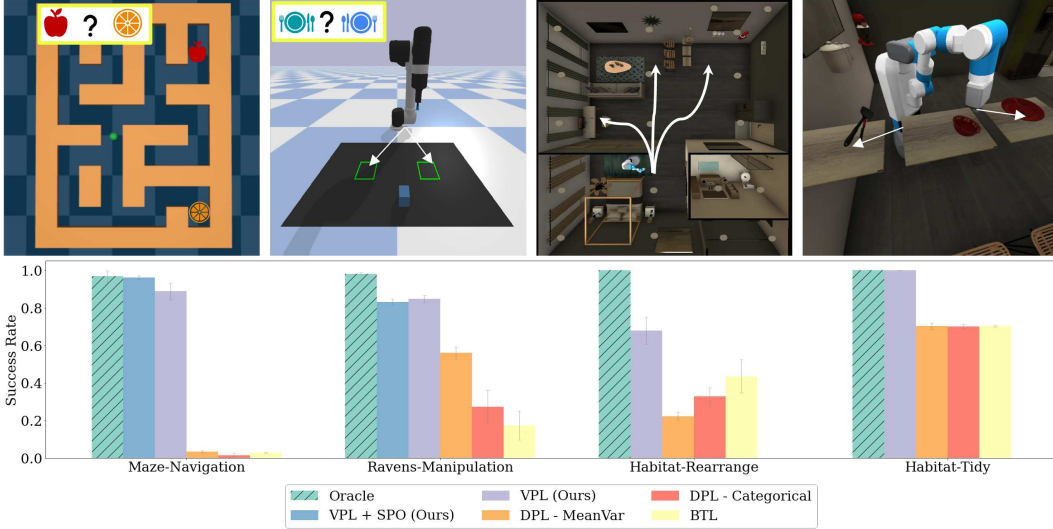 ?
?
Success Rate
1.0
0.8
0.6
0.4
0.2
0.0
Maze-Navigation
Ravens-Manipulation
Habitat-Rearrange
Habitat-Tidy
Oracle
VPL (Ours)
DPL - Categorical
VPL + SPO (Ours)
DPL - MeanVar
BTL